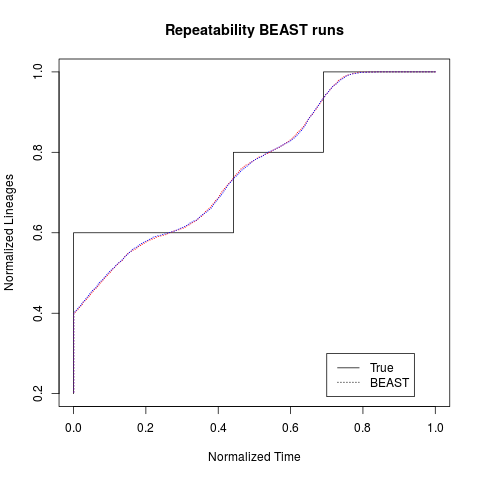 Repeatability BEAST runs
Normalized Lineages
1.0
0.8
0.6
0.4
0.2
True
BEAST
0.0 0.2 0.4 0.6 0.8 1.0
Normalized Time